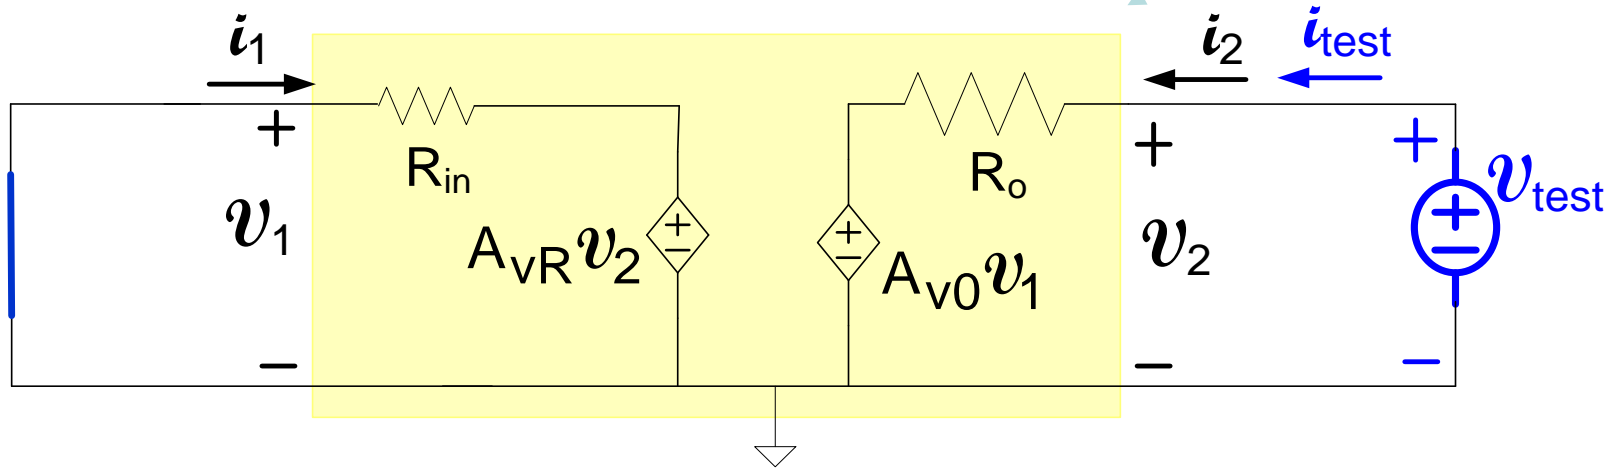 i1
i2
itest
+
+
+
Rin
Ro
v1
AvRv2
+
−
+
−
Av0v1
v2
+
−
vtest
−
−
−